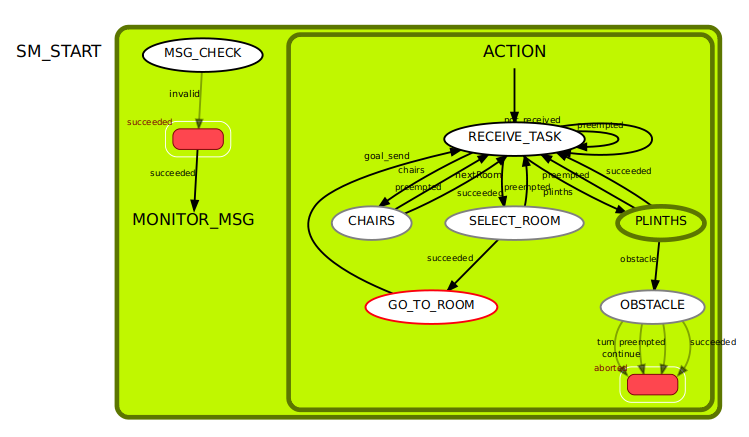 SM_START
MSG_CHECK
ACTION
invalid
succeeded
not_received
preempted
RECEIVE_TASK
goal_send
chairs
nextRoom
preempted
succeeded
succeeded
preempted
preempted
plinths
succeeded
MONITOR_MSG
CHAIRS
SELECT_ROOM
PLINTHS
succeeded
obstacle
GO_TO_ROOM
OBSTACLE
turn
preempted
succeeded
continue
aborted